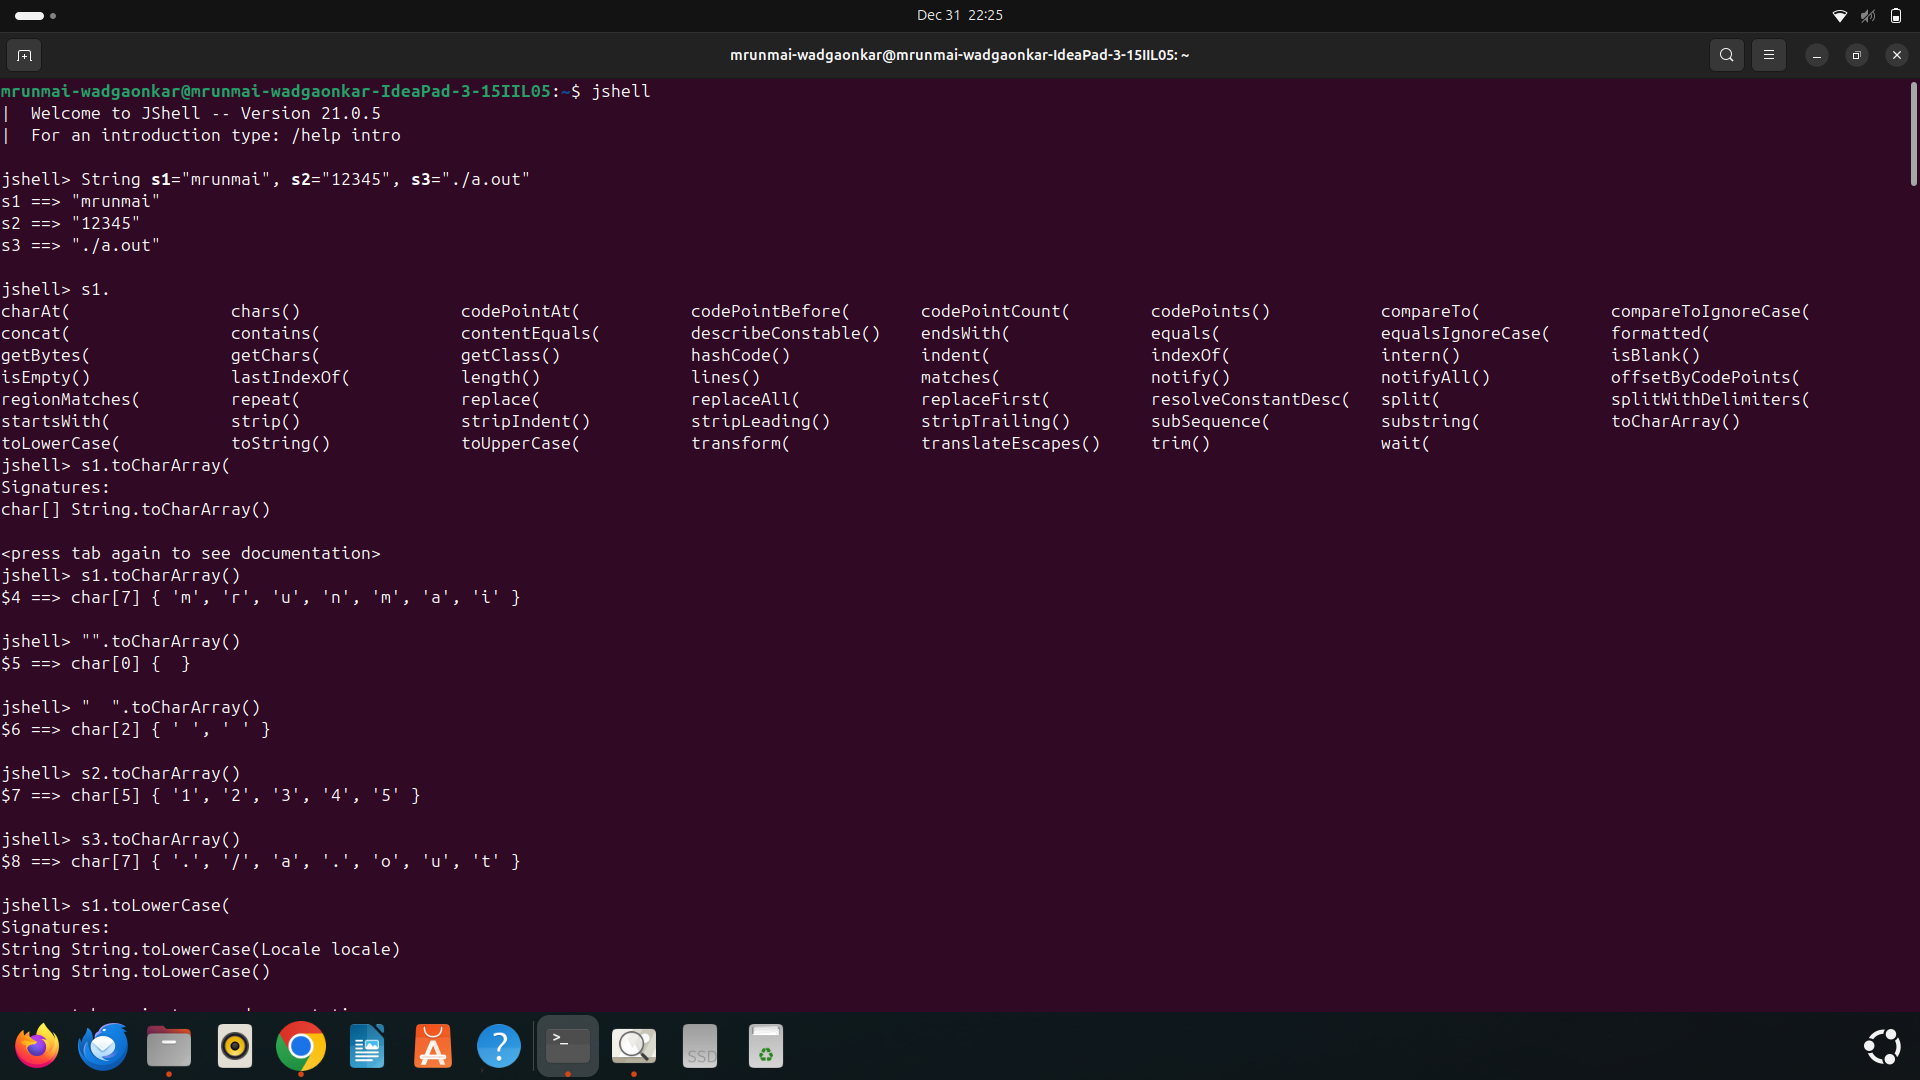 Dec 31 22:25
mrunmai-wadgaonkar@mrunmai-wadgaonkar-IdeaPad-3-15IIL05: ~
mrunmai-wadgaonkar@mrunmai-wadgaonkar-IdeaPad-3-15IIL05:~$ jshell
| Welcome to JShell -- Version 21.0.5
| For an introduction type: /help intro
jshell> String s1="mrunmai", s2="12345", s3="./a.out"
s1 ==> "mrunmai"
s2 ==> "12345"
s3 ==> "./a.out"
jshell> s1.
charAt( chars() codePointAt( codePointBefore( codePointCount( codePoints() compareTo( compareToIgnoreCase(
concat( contains( contentEquals( describeConstable() endsWith( equals( equalsIgnoreCase( formatted(
getBytes( getChars( getClass() hashCode() indent( indexOf( intern() isBlank()
isEmpty() lastIndexOf( length() lines() matches( notify() notifyAll() offsetByCodePoints(
regionMatches( repeat( replace( replaceAll( replaceFirst( resolveConstantDesc( split( splitWithDelimiters(
startsWith( strip() stripIndent() stripLeading() stripTrailing() subSequence( substring( toCharArray()
toLowerCase( toString() toUpperCase( transform( translateEscapes() trim() wait(
jshell> s1.toCharArray(
Signatures:
char[] String.toCharArray()
<press tab again to see documentation>
jshell> s1.toCharArray()
$4 ==> char[7] { 'm', 'r', 'u', 'n', 'm', 'a', 'i' }
jshell> "".toCharArray()
$5 ==> char[0] {  }
jshell> "  ".toCharArray()
$6 ==> char[2] { ' ', ' ' }
jshell> s2.toCharArray()
$7 ==> char[5] { '1', '2', '3', '4', '5' }
jshell> s3.toCharArray()
$8 ==> char[7] { '.', '/', 'a', '.', 'o', 'u', 't' }
jshell> s1.toLowerCase(
Signatures:
String String.toLowerCase(Locale locale)
String String.toLowerCase()
>_
?
SSD